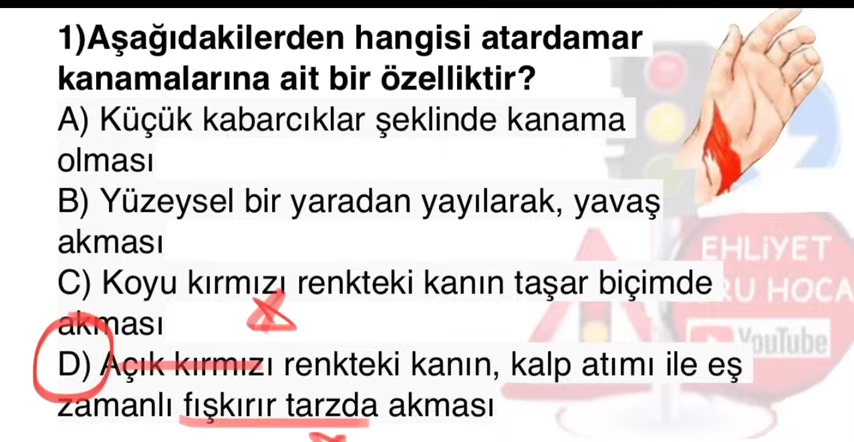 1)Aşağıdakilerden hangisi atardamar
kanamalarına ait bir özelliktir?
A) Küçük kabarcıklar şeklinde kanama
olması
B) Yüzeysel bir yaradan yayılarak, yavaş
akması
C) Koyu kırmızı renkteki kanın taşar biçimde
akması
D) Açık kırmızı renkteki kanın, kalp atımı ile eş
zamanlı fışkırır tarzda akması
EHLİYET
RU HOCA
YouTube